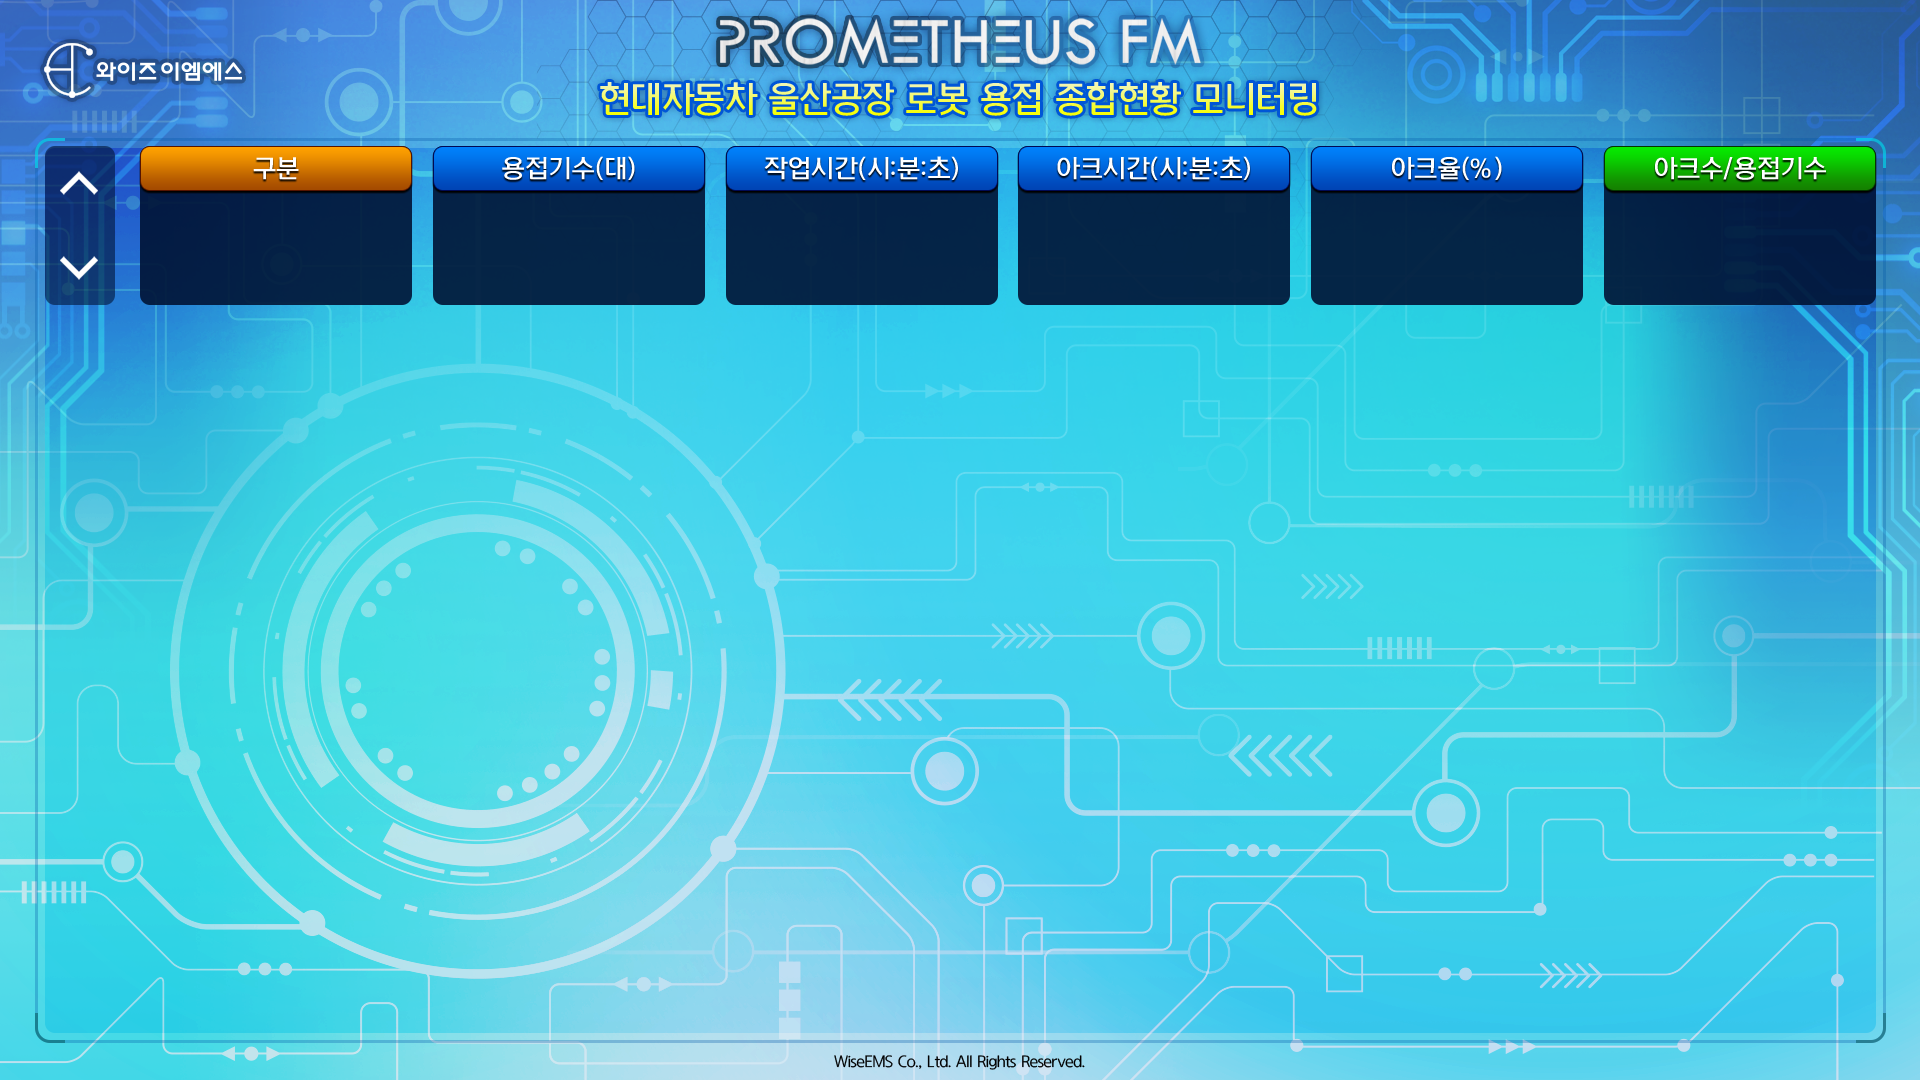 PROMETHEUS FM
와이즈이엠에스
현대자동차 울산공장 로봇 용접 종합현황 모니터링
구분
용접기수(대)
작업시간(시:분:초)
아크시간(시:분:초)
아크율(%)
아크수/용접기수
WiseEMS Co., Ltd. All Rights Reserved.